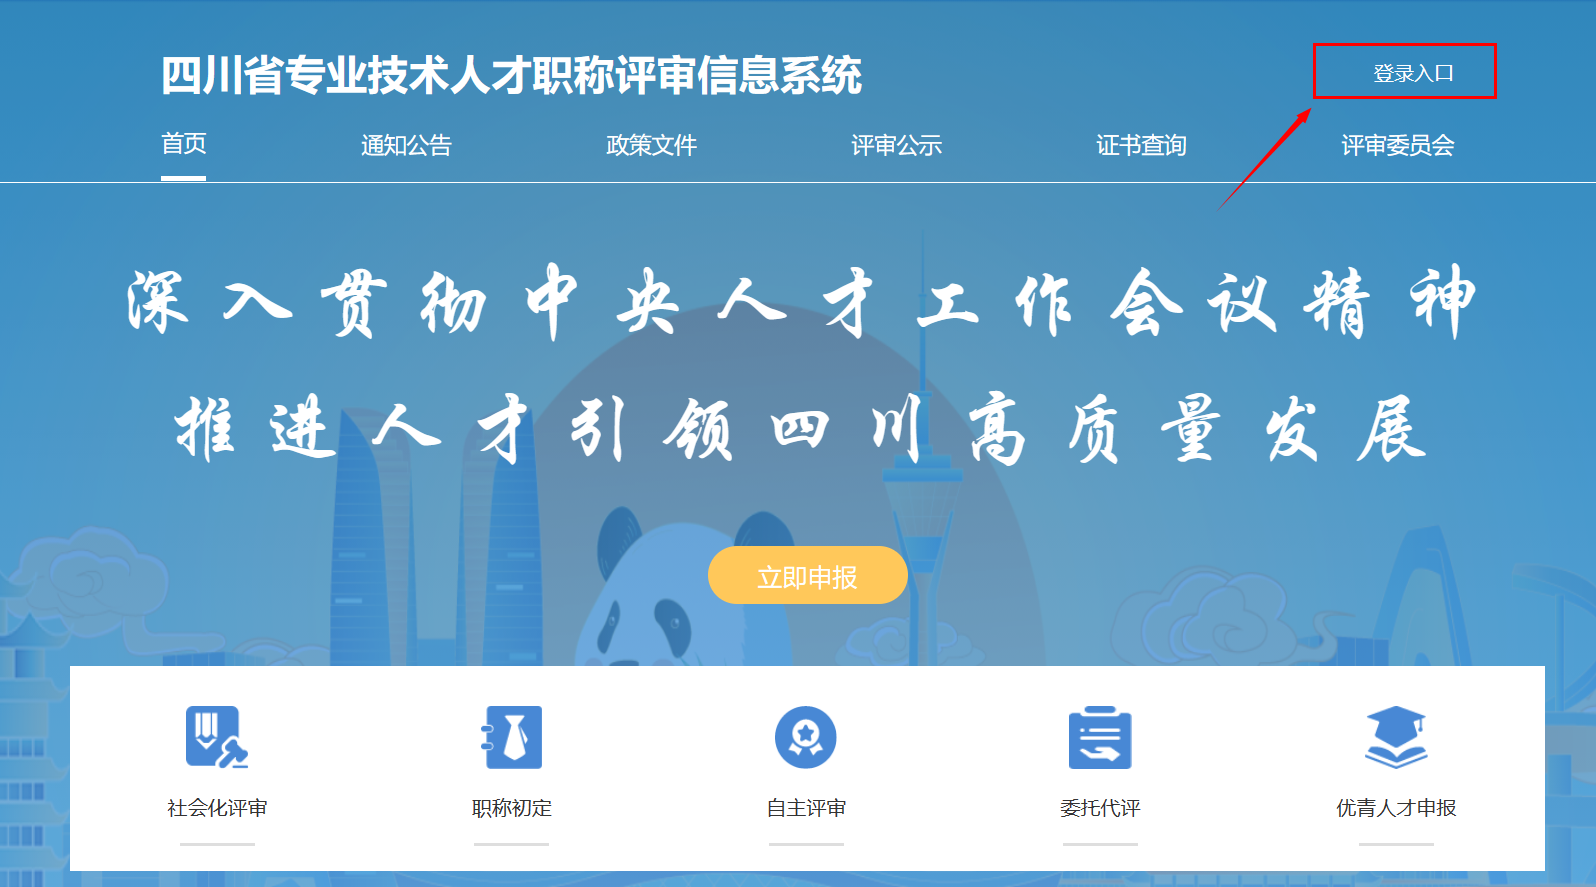 四川省专业技术人才职称评审信息系统
登录入口
首页 通知公告 政策文件 评审公示 证书查询 评审委员会
深入贯彻中央人才工作会议精神
推进人才引领四川高质量发展
立即申报
社会化评审 职称初定 自主评审 委托代评 优青人才申报